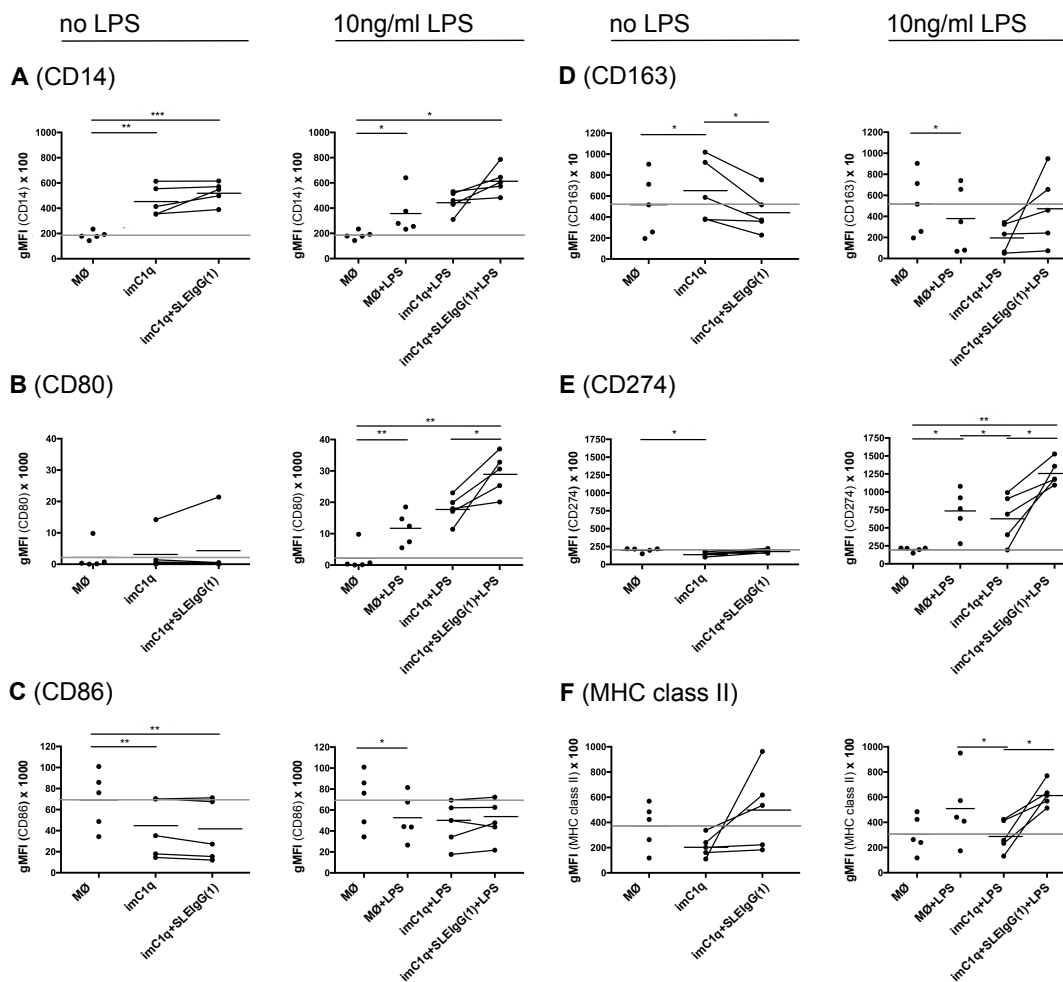 no LPS
10ng/ml LPS
no LPS
10ng/ml LPS
A (CD14)
gMFI (CD14) x 100
1000
800
600
400
200
0
***
**
MØ
imC1q
imC1q+SLEIgG(1)
gMFI (CD14) x 100
1000
800
600
400
200
0
*
*
MØ
MØ+LPS
imC1q+LPS
imC1q+SLEIgG(1)+LPS
D (CD163)
gMFI (CD163) x 10
1200
1000
800
600
400
200
0
*
*
MØ
imC1q
imC1q+SLEIgG(1)
gMFI (CD163) x 10
1200
1000
800
600
400
200
0
*
MØ
MØ+LPS
imC1q+LPS
imC1q+SLEIgG(1)+LPS
B (CD80)
gMFI (CD80) x 1000
40
30
20
10
0
MØ
imC1q
imC1q+SLEIgG(1)
gMFI (CD80) x 1000
40
30
20
10
0
**
**
*
MØ
MØ+LPS
imC1q+LPS
imC1q+SLEIgG(1)+LPS
E (CD274)
gMFI (CD274) x 100
1750
1500
1250
1000
750
500
250
0
*
MØ
imC1q
imC1q+SLEIgG(1)
gMFI (CD274) x 100
1750
1500
1250
1000
750
500
250
0
**
*
*
*
MØ
MØ+LPS
imC1q+LPS
imC1q+SLEIgG(1)+LPS
C (CD86)
gMFI (CD86) x 1000
120
100
80
60
40
20
0
**
**
MØ
imC1q
imC1q+SLEIgG(1)
gMFI (CD86) x 1000
120
100
80
60
40
20
0
*
MØ
MØ+LPS
imC1q+LPS
imC1q+SLEIgG(1)+LPS
F (MHC class II)
gMFI (MHC class II) x 100
1000
800
600
400
200
0
MØ
imC1q
imC1q+SLEIgG(1)
gMFI (MHC class II) x 100
1000
800
600
400
200
0
*
*
MØ
MØ+LPS
imC1q+LPS
imC1q+SLEIgG(1)+LPS